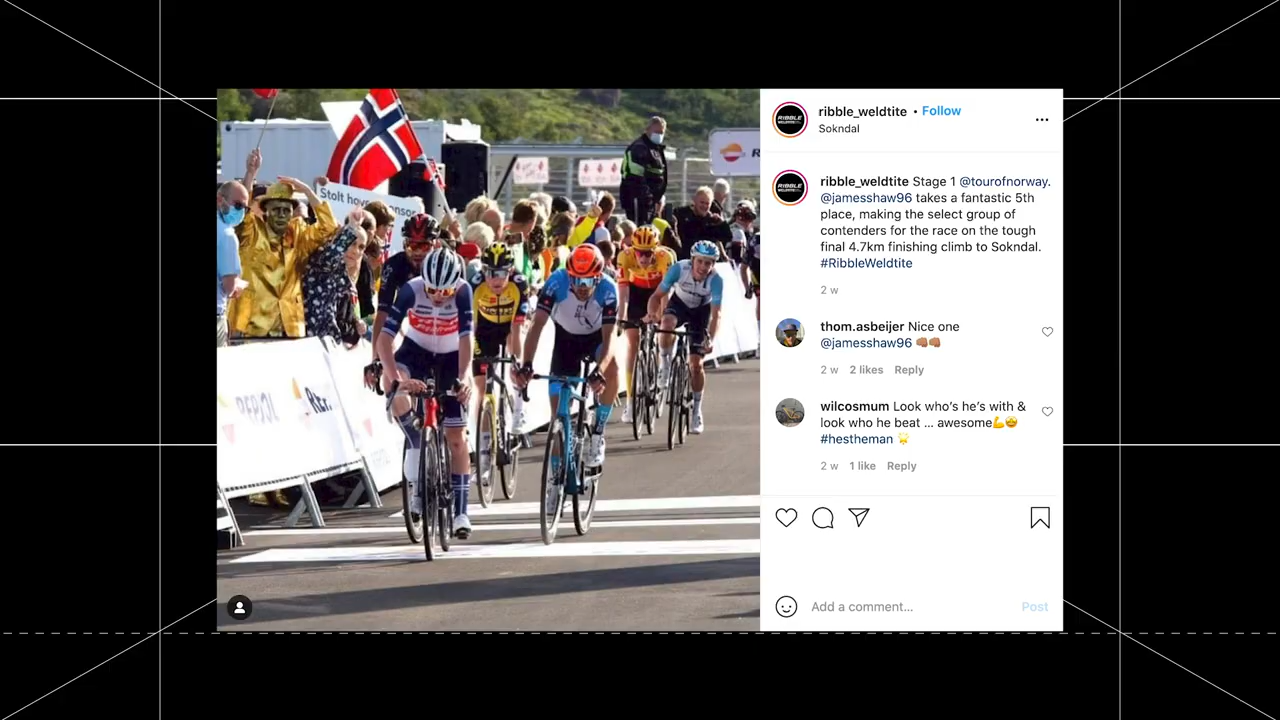 ribble_weldtite • Follow
Sokndal
ribble_weldtite Stage 1 @tourofnorway.
@jamesshaw96 takes a fantastic 5th
place, making the select group of
contenders for the race on the tough
final 4.7km finishing climb to Sokndal.
#RibbleWeldtite
2 w
thom.asbeijer Nice one
@jamesshaw96 👊🏽👊🏽
2 w 2 likes Reply
wilcosmum Look who's he's with &
look who he beat ... awesome💪🤩
#hestheman 🌟
2 w 1 like Reply
Add a comment...
Post
Stolt
REPSOL
RIBBLE
RIBBLE